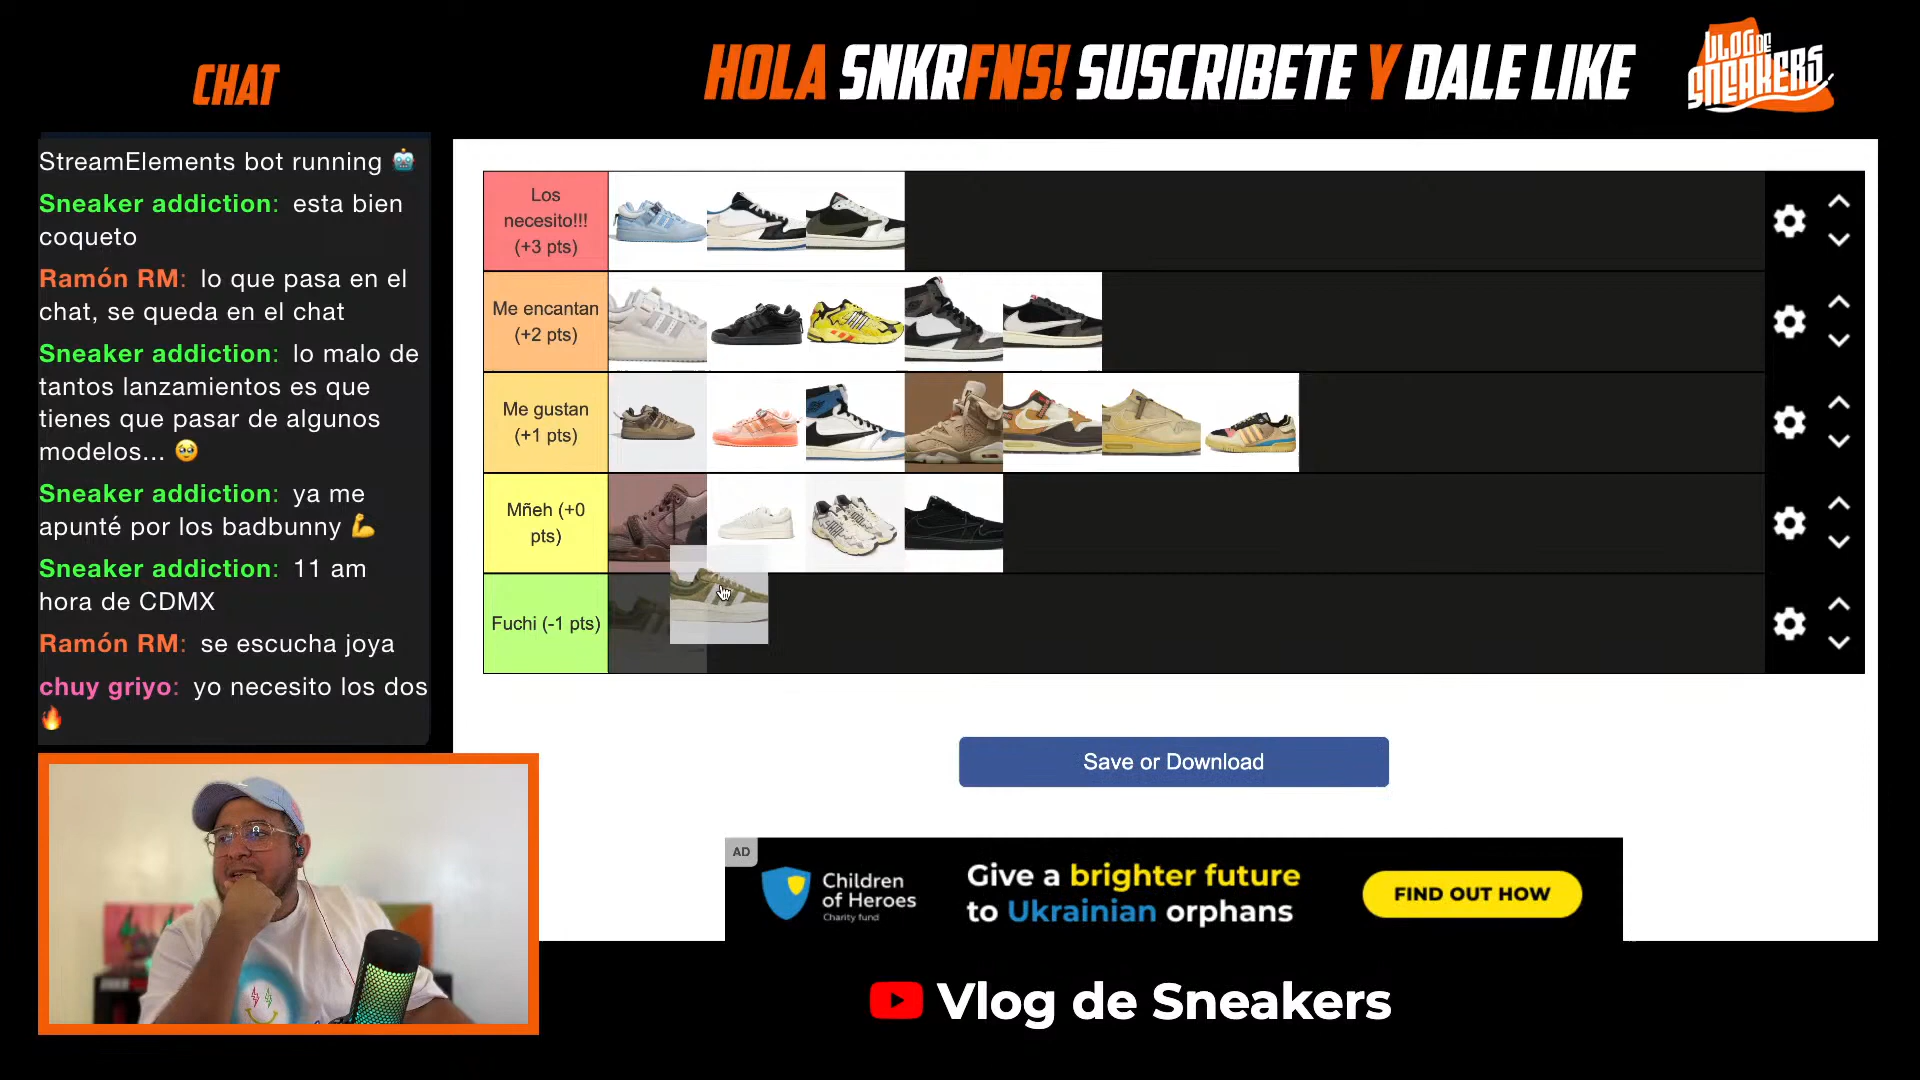 CHAT
HOLA SNKRFNS! SUSCRIBETE Y DALE LIKE
VLOG DE
SNEAKERS
StreamElements bot running 🤖
Sneaker addiction: esta bien
coqueto
Ramón RM: lo que pasa en el
chat, se queda en el chat
Sneaker addiction: lo malo de
tantos lanzamientos es que
tienes que pasar de algunos
modelos... 🥹
Sneaker addiction: ya me
apunté por los badbunny 💪
Sneaker addiction: 11 am
hora de CDMX
Ramón RM: se escucha joya
chuy griyo: yo necesito los dos
🔥
Los
necesito!!!
(+3 pts)
Me encantan
(+2 pts)
Me gustan
(+1 pts)
Mñeh (+0
pts)
Fuchi (-1 pts)
Save or Download
AD
Children
of Heroes
Charity fund
Give a brighter future
to Ukrainian orphans
FIND OUT HOW
Vlog de Sneakers